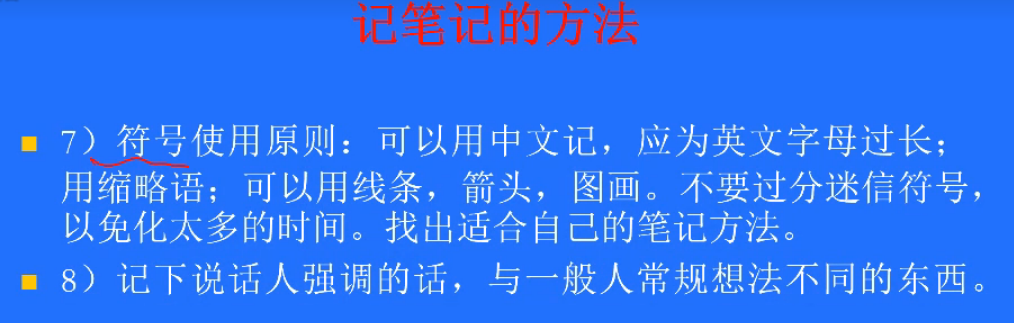 记笔记的方法
7）符号使用原则：可以用中文记，应为英文字母过长；
用缩略语；可以用线条，箭头，图画。不要过分迷信符号，
以免化太多的时间。找出适合自己的笔记方法。
8）记下说话人强调的话，与一般人常规想法不同的东西。